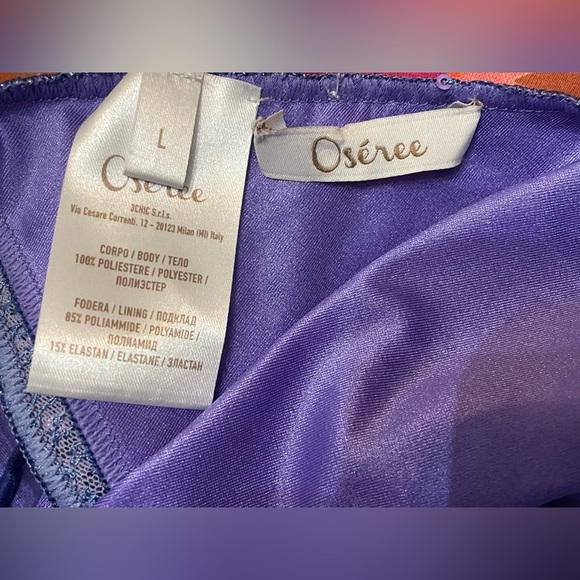 L
Oséree
Oséree
3CHIC S.r.l.s.
Via Cesare Correnti, 12 - 20123 Milan (MI) Italy
CORPO / BODY / ТЕЛО
100% POLIESTERE / POLYESTER /
ПОЛИЭСТЕР
FODERA / LINING / ПОДКЛАД
85% POLIAMMIDE / POLYAMIDE /
ПОЛИАМИД
15% ELASTAN / ELASTANE / ЭЛАСТАН